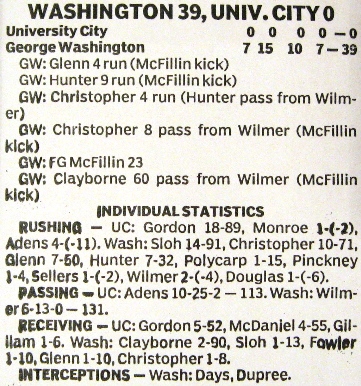 WASHINGTON 39, UNIV. CITY 0
University City 0 0 0 0 — 0
George Washington 7 15 10 7 — 39
GW: Glenn 4 run (McFillin kick)
GW: Hunter 9 run (McFillin kick)
GW: Christopher 4 run (Hunter pass from Wilm-
er)
GW: Christopher 8 pass from Wilmer (McFillin
kick)
GW: FG McFillin 23
GW: Clayborne 60 pass from Wilmer (McFillin
kick)
INDIVIDUAL STATISTICS
RUSHING — UC: Gordon 18-89, Monroe 1-(-2),
Adens 4-(-11). Wash: Sloh 14-91, Christopher 10-71,
Glenn 7-50, Hunter 7-32, Polycarp 1-15, Pinckney
1-4, Sellers 1-(-2), Wilmer 2-(-4), Douglas 1-(-6).
PASSING — UC: Adens 10-25-2 — 113. Wash: Wilm-
er 6-13-0 — 131.
RECEIVING — UC: Gordon 5-52, McDaniel 4-55, Gil-
liam 1-6. Wash: Clayborne 2-90, Sloh 1-13, Fowler
1-10, Glenn 1-10, Christopher 1-8.
INTERCEPTIONS — Wash: Days, Dupree.